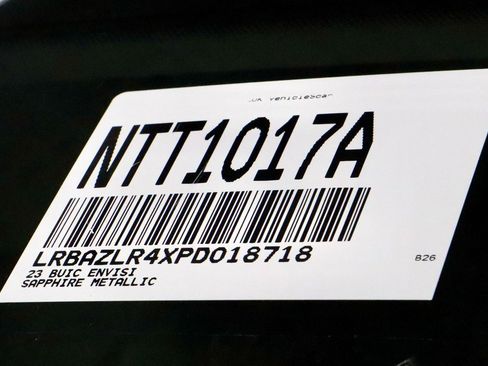 NTT1017A
LRBAZLR4XPD018718
B26
23 BUIC ENVISI
SAPPHIRE METALLIC